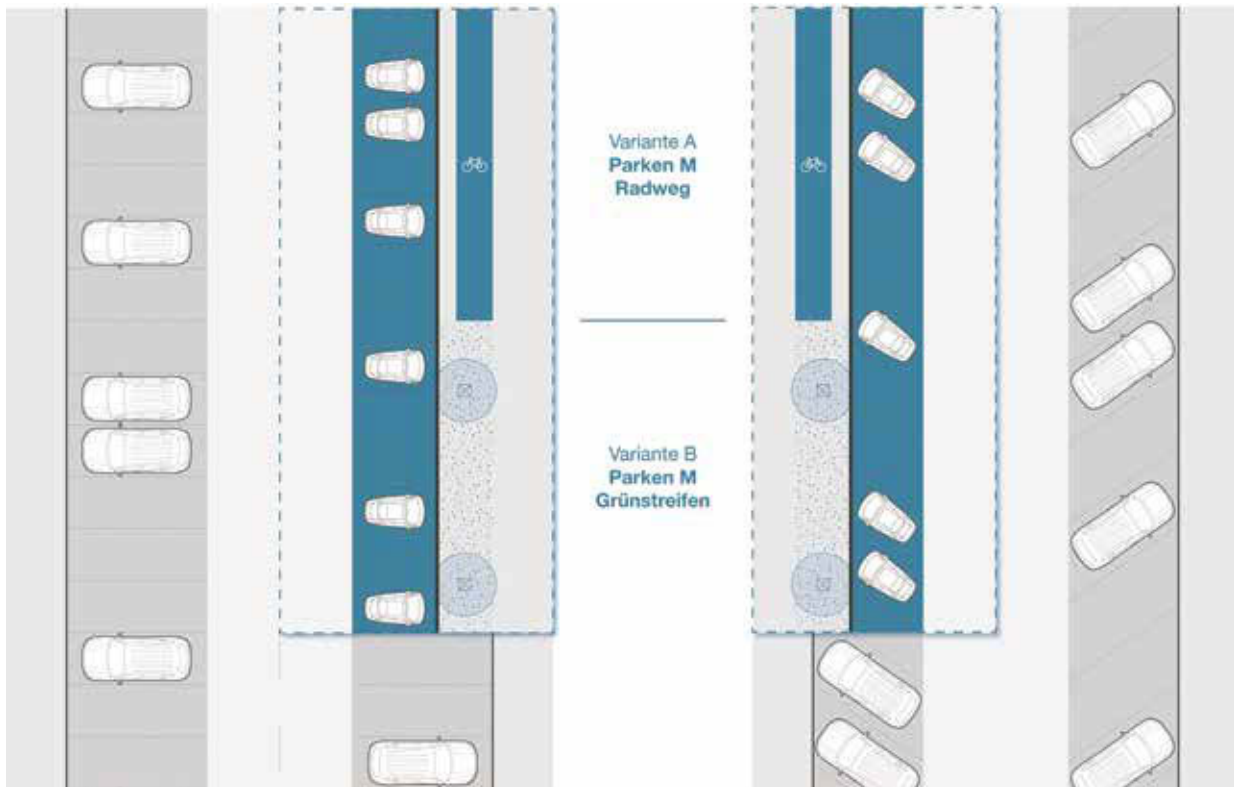 Variante A
Parken M
Radweg
Variante B
Parken M
Grünstreifen